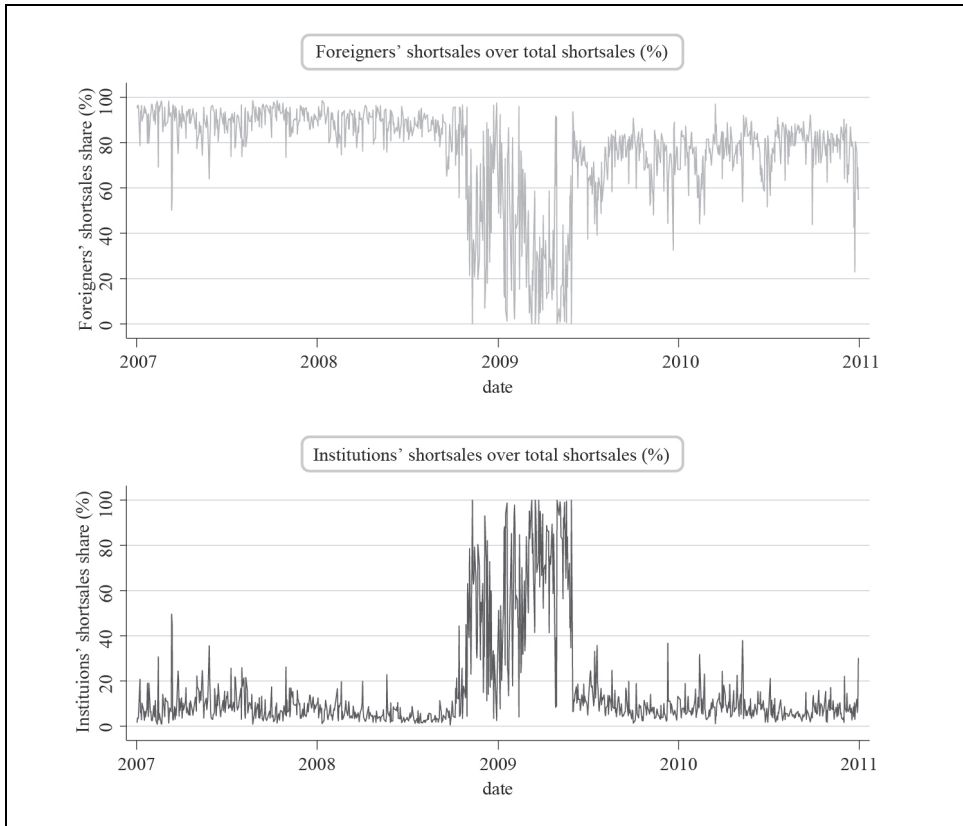 Foreigners’ shortsales over total shortsales (%)
Foreigners’ shortsales share (%)
100
80
60
40
20
0
2007 2008 2009 2010 2011
date
Institutions’ shortsales over total shortsales (%)
Instituions’ shortsales share (%)
100
80
60
40
20
0
2007 2008 2009 2010 2011
date